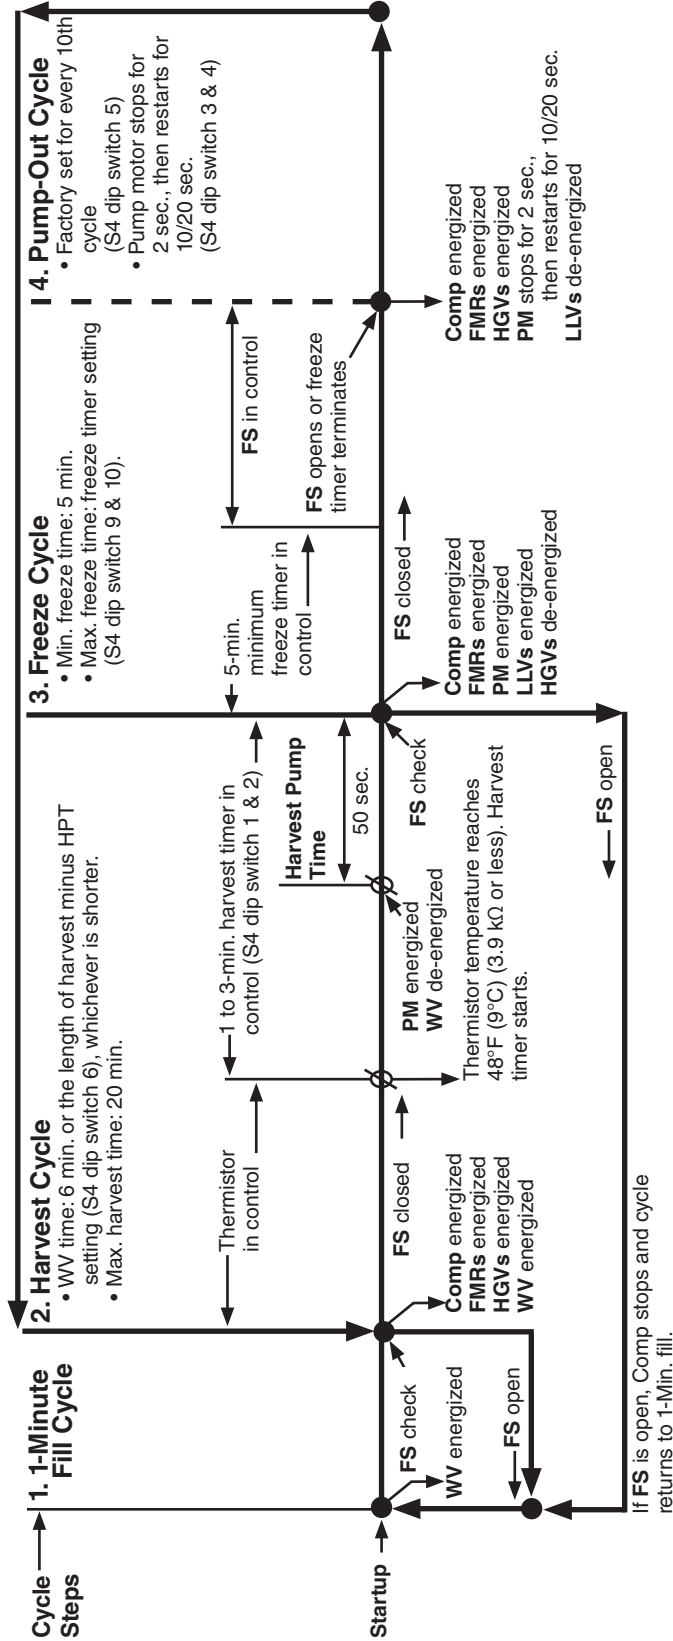 Cycle
Steps
1. 1-Minute
Fill Cycle
2. Harvest Cycle
• WV time: 6 min. or the length of harvest minus HPT
setting (S4 dip switch 6), whichever is shorter.
• Max. harvest time: 20 min.
3. Freeze Cycle
• Min. freeze time: 5 min.
• Max. freeze time: freeze timer setting
(S4 dip switch 9 & 10).
4. Pump-Out Cycle
• Factory set for every 10th
cycle
(S4 dip switch 5)
• Pump motor stops for
2 sec., then restarts for
10/20 sec.
(S4 dip switch 3 & 4)
Thermistor
in control
1 to 3-min. harvest timer in
control (S4 dip switch 1 & 2)
Harvest Pump
Time
50 sec.
5-min.
minimum
freeze timer in
control
FS in control
FS opens or freeze
timer terminates
Startup
FS check
WV energized
FS open
FS closed
Comp energized
FMRs energized
HGVs energized
WV energized
PM energized
WV de-energized
Thermistor temperature reaches
48°F (9°C) (3.9 kΩ or less). Harvest
timer starts.
FS check
FS closed
Comp energized
FMRs energized
PM energized
LLVs energized
HGVs de-energized
Comp energized
FMRs energized
HGVs energized
PM stops for 2 sec.,
then restarts for 10/20 sec.
LLVs de-energized
FS open
If FS is open, Comp stops and cycle
returns to 1-Min. fill.